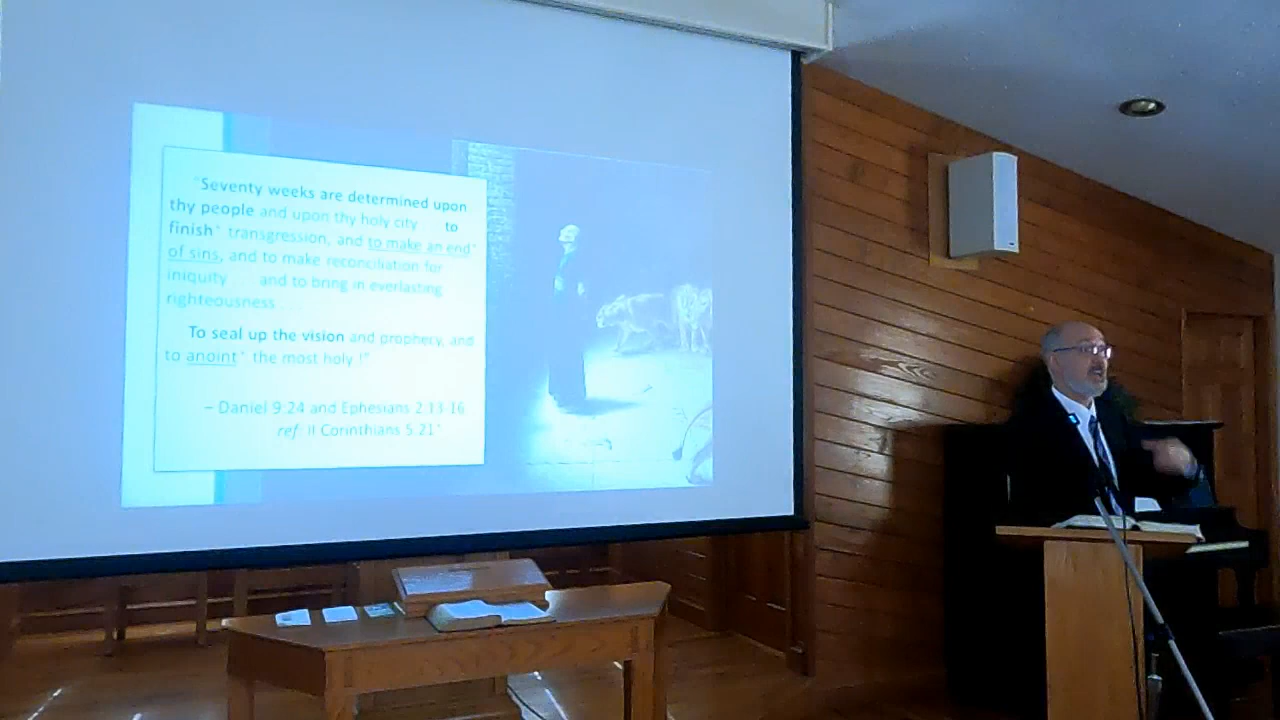 "Seventy weeks are determined upon
thy people and upon thy holy city to
finish* transgression, and to make an end*
of sins, and to make reconciliation for
iniquity and to bring in everlasting
righteousness . . .
To seal up the vision and prophecy, and
to anoint* the most holy !"
– Daniel 9:24 and Ephesians 2:13-16
ref: II Corinthians 5:21*